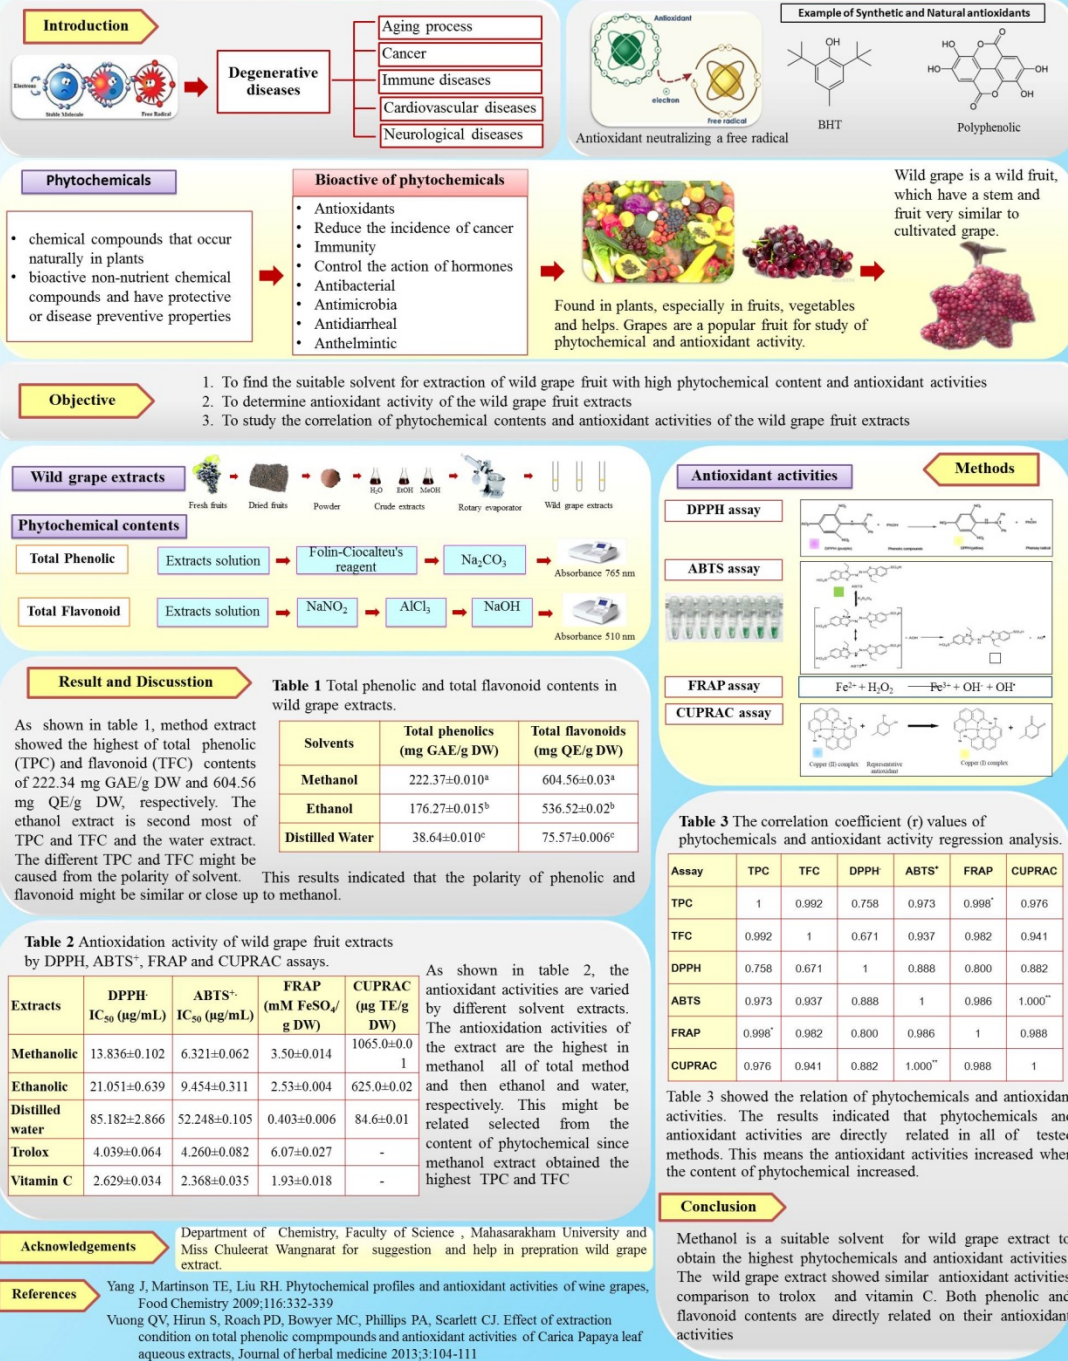 Introduction
Electrons
Stable Molecule
Free Radical
Degenerative
diseases
Aging process
Cancer
Immune diseases
Cardiovascular diseases
Neurological diseases
Antioxidant
electron
Free radical
Antioxidant neutralizing a free radical
Example of Synthetic and Natural antioxidants
OH
BHT
HO
HO
OH
OH
O
O
O
O
Polyphenolic
Phytochemicals
• chemical compounds that occur
naturally in plants
• bioactive non-nutrient chemical
compounds and have protective
or disease preventive properties
Bioactive of phytochemicals
• Antioxidants
• Reduce the incidence of cancer
• Immunity
• Control the action of hormones
• Antibacterial
• Antimicrobia
• Antidiarrheal
• Anthelmintic
Found in plants, especially in fruits, vegetables
and helps. Grapes are a popular fruit for study of
phytochemical and antioxidant activity.
Wild grape is a wild fruit,
which have a stem and
fruit very similar to
cultivated grape.
Objective
1. To find the suitable solvent for extraction of wild grape fruit with high phytochemical content and antioxidant activities
2. To determine antioxidant activity of the wild grape fruit extracts
3. To study the correlation of phytochemical contents and antioxidant activities of the wild grape fruit extracts
Wild grape extracts
Fresh fruits
Dried fruits
Powder
H₂O EtOH MeOH
Crude extracts
Rotary evaporator
Wild grape extracts
Phytochemical contents
Total Phenolic
Extracts solution
Folin-Ciocalteu's
reagent
Na₂CO₃
Absorbance 765 nm
Total Flavonoid
Extracts solution
NaNO₂
AlCl₃
NaOH
Absorbance 510 nm
Methods
Antioxidant activities
DPPH assay
DPPH (purple)
Phenolic compounds
DPPH (yellow)
Phenoxy radical
ABTS assay
ABTS
FRAP assay
Fe²⁺ + H₂O₂ → Fe³⁺ + OH⁻ + OH•
CUPRAC assay
Copper (II) complex
Representative
antioxidant
Copper (I) complex
Result and Discusstion
As shown in table 1, method extract
showed the highest of total phenolic
(TPC) and flavonoid (TFC) contents
of 222.34 mg GAE/g DW and 604.56
mg QE/g DW, respectively. The
ethanol extract is second most of
TPC and TFC and the water extract.
The different TPC and TFC might be
caused from the polarity of solvent. This results indicated that the polarity of phenolic and
flavonoid might be similar or close up to methanol.
Table 1 Total phenolic and total flavonoid contents in
wild grape extracts.
Solvents | Total phenolics (mg GAE/g DW) | Total flavonoids (mg QE/g DW)
Methanol | 222.37±0.010ᵃ | 604.56±0.03ᵃ
Ethanol | 176.27±0.015ᵇ | 536.52±0.02ᵇ
Distilled Water | 38.64±0.010ᶜ | 75.57±0.006ᶜ
Table 2 Antioxidation activity of wild grape fruit extracts
by DPPH, ABTS⁺, FRAP and CUPRAC assays.
Extracts | DPPH· IC₅₀ (µg/mL) | ABTS⁺· IC₅₀ (µg/mL) | FRAP (mM FeSO₄/ g DW) | CUPRAC (µg TE/g DW)
Methanolic | 13.836±0.102 | 6.321±0.062 | 3.50±0.014 | 1065.0±0.01
Ethanolic | 21.051±0.639 | 9.454±0.311 | 2.53±0.004 | 625.0±0.02
Distilled water | 85.182±2.866 | 52.248±0.105 | 0.403±0.006 | 84.6±0.01
Trolox | 4.039±0.064 | 4.260±0.082 | 6.07±0.027 | -
Vitamin C | 2.629±0.034 | 2.368±0.035 | 1.93±0.018 | -
As shown in table 2, the
antioxidant activities are varied
by different solvent extracts.
The antioxidation activities of
the extract are the highest in
methanol all of total method
and then ethanol and water,
respectively. This might be
related selected from the
content of phytochemical since
methanol extract obtained the
highest TPC and TFC
Table 3 The correlation coefficient (r) values of
phytochemicals and antioxidant activity regression analysis.
Assay | TPC | TFC | DPPH· | ABTS⁺ | FRAP | CUPRAC
TPC | 1 | 0.992 | 0.758 | 0.973 | 0.998* | 0.976
TFC | 0.992 | 1 | 0.671 | 0.937 | 0.982 | 0.941
DPPH | 0.758 | 0.671 | 1 | 0.888 | 0.800 | 0.882
ABTS | 0.973 | 0.937 | 0.888 | 1 | 0.986 | 1.000**
FRAP | 0.998* | 0.982 | 0.800 | 0.986 | 1 | 0.988
CUPRAC | 0.976 | 0.941 | 0.882 | 1.000** | 0.988 | 1
Table 3 showed the relation of phytochemicals and antioxidan
activities. The results indicated that phytochemicals and
antioxidant activities are directly related in all of tested
methods. This means the antioxidant activities increased when
the content of phytochemical increased.
Conclusion
Methanol is a suitable solvent for wild grape extract to
obtain the highest phytochemicals and antioxidant activities
The wild grape extract showed similar antioxidant activities
comparison to trolox and vitamin C. Both phenolic and
flavonoid contents are directly related on their antioxidant
activities
Acknowledgements
Department of Chemistry, Faculty of Science , Mahasarakham University and
Miss Chuleerat Wangnarat for suggestion and help in prepration wild grape
extract.
References
Yang J, Martinson TE, Liu RH. Phytochemical profiles and antioxidant activities of wine grapes,
Food Chemistry 2009;116:332-339
Vuong QV, Hirun S, Roach PD, Bowyer MC, Phillips PA, Scarlett CJ. Effect of extraction
condition on total phenolic compmpounds and antioxidant activities of Carica Papaya leaf
aqueous extracts, Journal of herbal medicine 2013;3:104-111